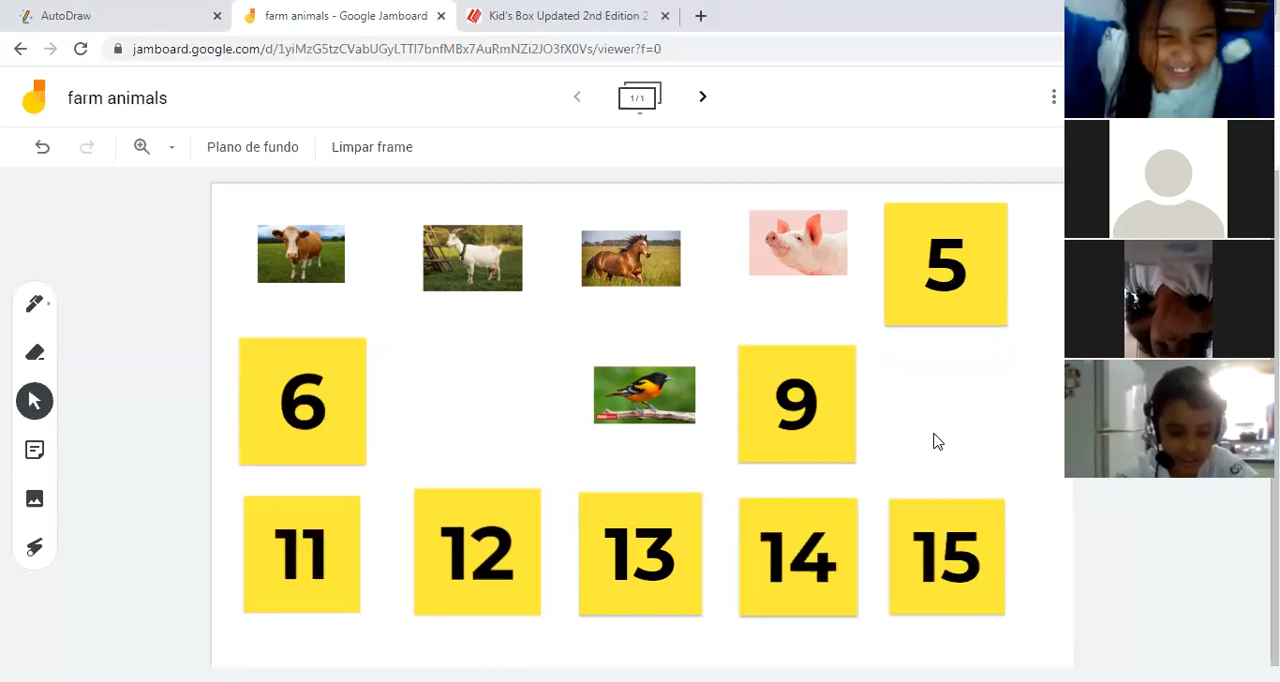 AutoDraw
farm animals - Google Jamboard
Kid's Box Updated 2nd Edition 2
jamboard.google.com/d/1yiMzG5tzCVabUGyLTTl7bnfMBx7AuRmNZi2JO3fX0Vs/viewer?f=0
farm animals
1/1
Plano de fundo
Limpar frame
5
6
9
11
12
13
14
15